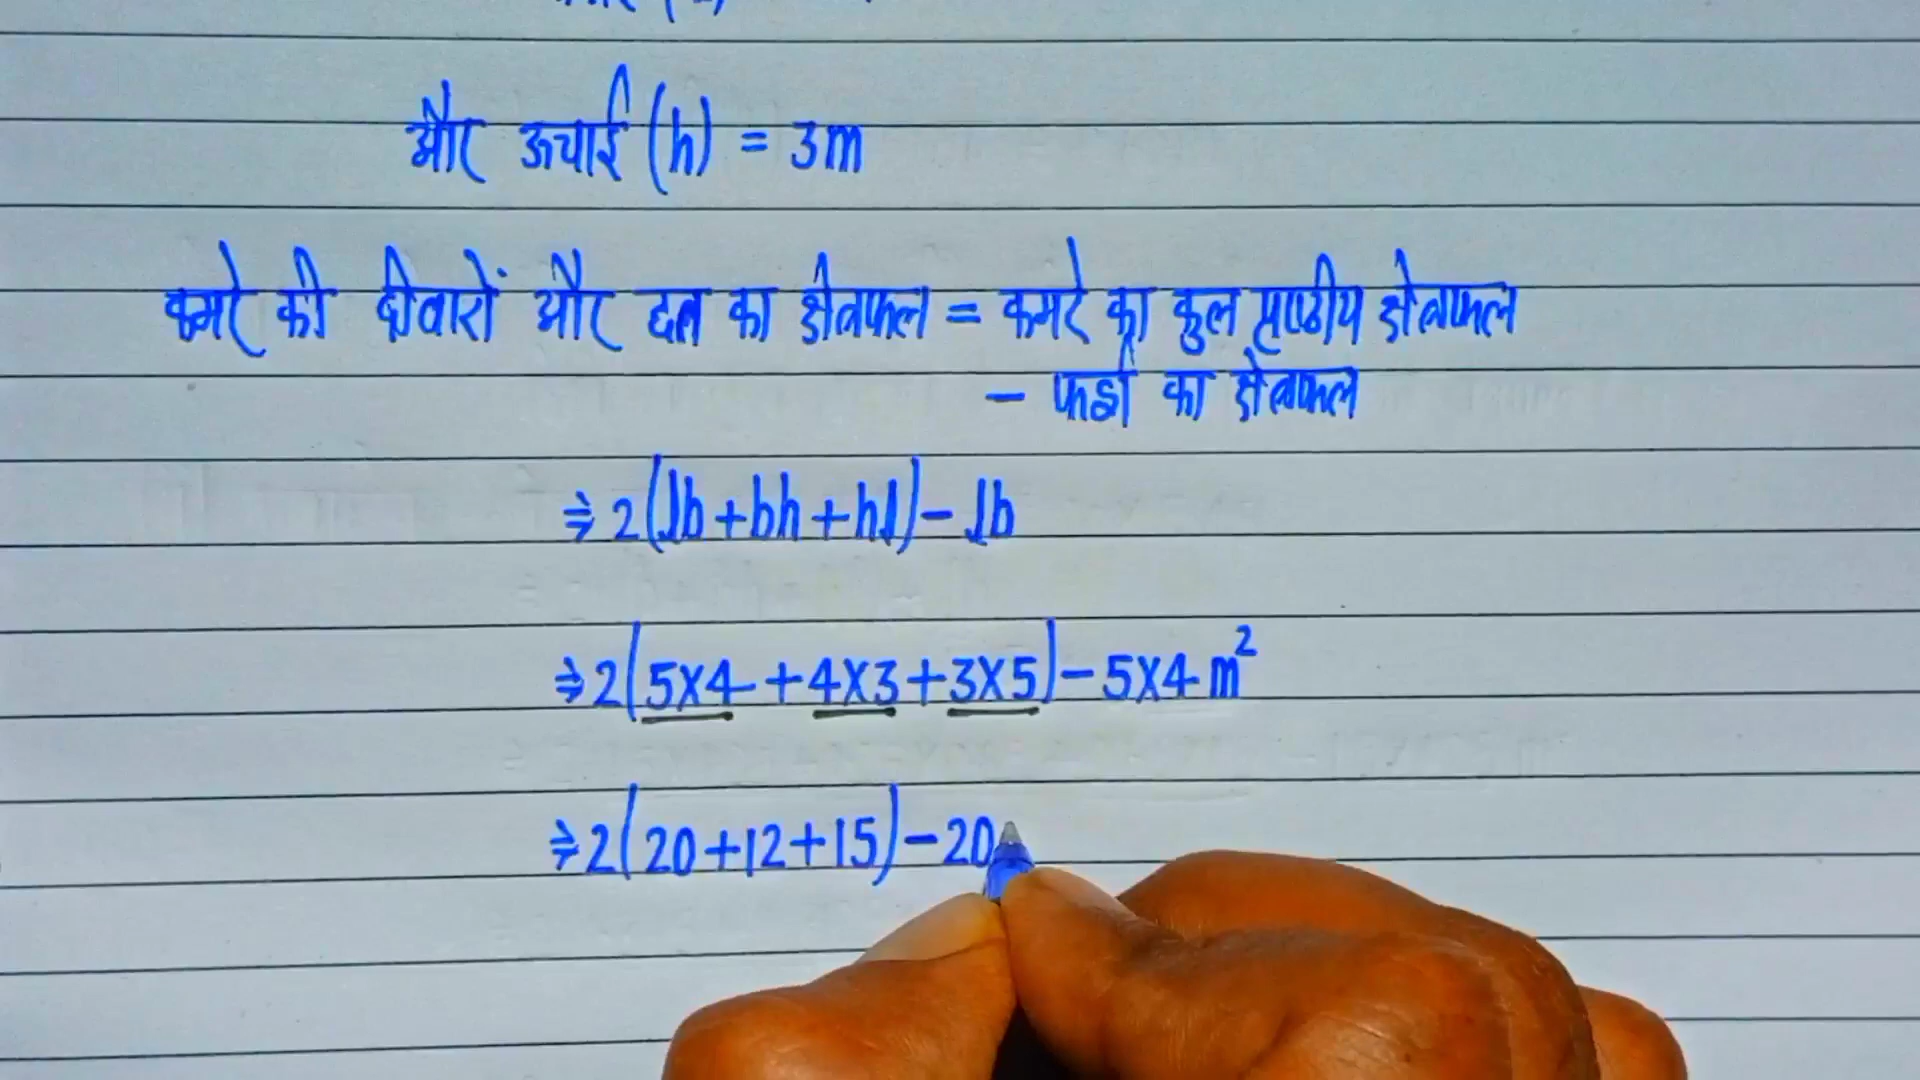 और ऊचाई (h) = 3m
कमरे की दीवारों और छत का क्षेत्रफल = कमरे का कुल पृष्ठीय क्षेत्रफल
- फर्श का क्षेत्रफल
⇒ 2(lb+bh+hl)-lb
⇒ 2(5×4+4×3+3×5)-5×4 m²
⇒ 2(20+12+15)-20